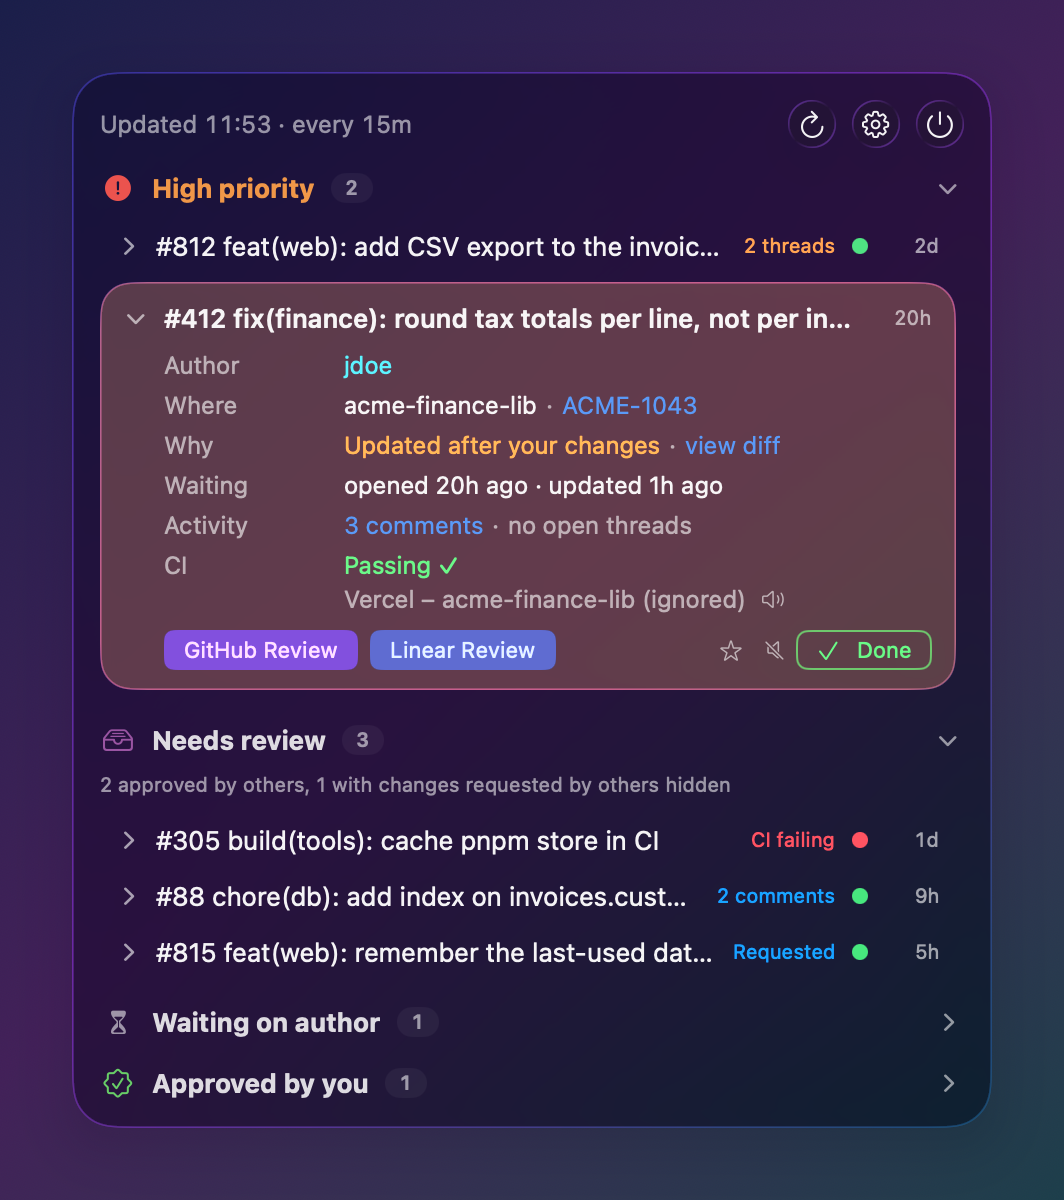 Updated 11:53 · every 15m
High priority 2
#812 feat(web): add CSV export to the invoic... 2 threads 2d
#412 fix(finance): round tax totals per line, not per in... 20h
Author jdoe
Where acme-finance-lib · ACME-1043
Why Updated after your changes · view diff
Waiting opened 20h ago · updated 1h ago
Activity 3 comments · no open threads
CI Passing ✓
Vercel – acme-finance-lib (ignored)
GitHub Review Linear Review ✓ Done
Needs review 3
2 approved by others, 1 with changes requested by others hidden
#305 build(tools): cache pnpm store in CI CI failing 1d
#88 chore(db): add index on invoices.cust... 2 comments 9h
#815 feat(web): remember the last-used dat... Requested 5h
Waiting on author 1
Approved by you 1